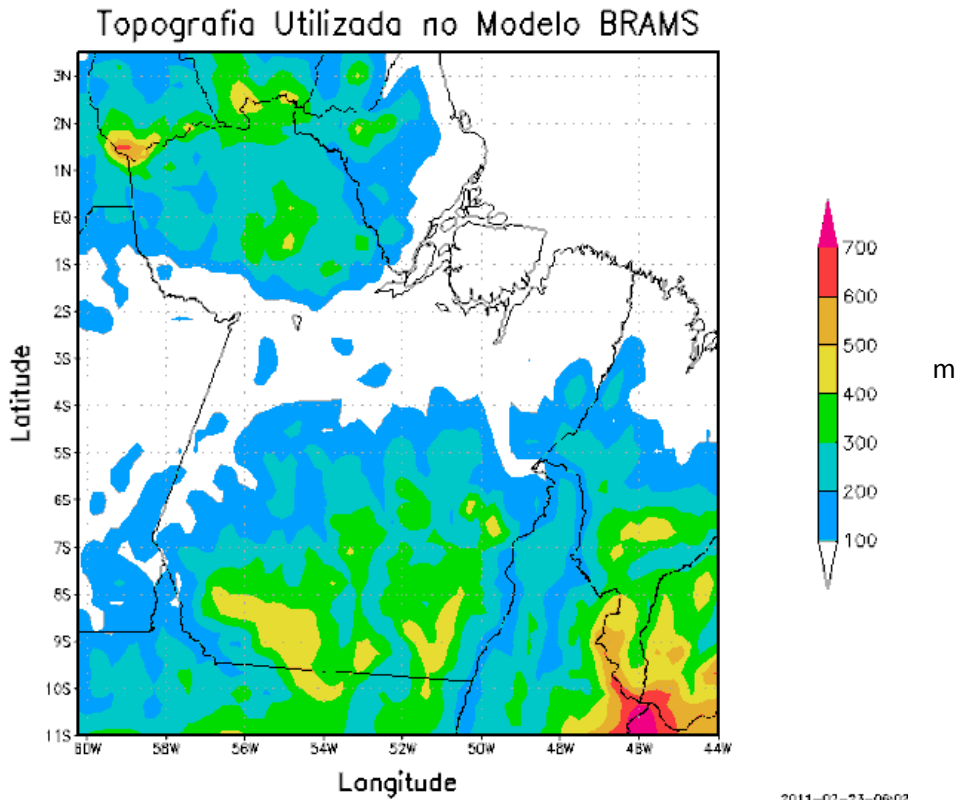 Topografia Utilizada no Modelo BRAMS
3N
2N
1N
EQ
1S
2S
3S
4S
5S
6S
7S
8S
9S
10S
11S
Latitude
60W 58W 56W 54W 52W 50W 48W 46W 44W
Longitude
700
600
500
400
300
200
100
m